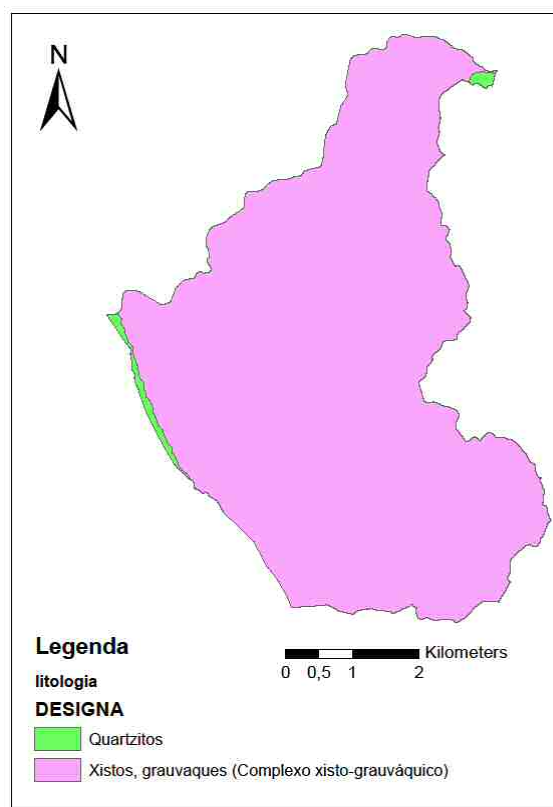 N
Legenda
litologia
DESIGNA
Quartzitos
Xistos, grauvaques (Complexo xisto-grauváquico)
Kilometers
0 0,5 1 2